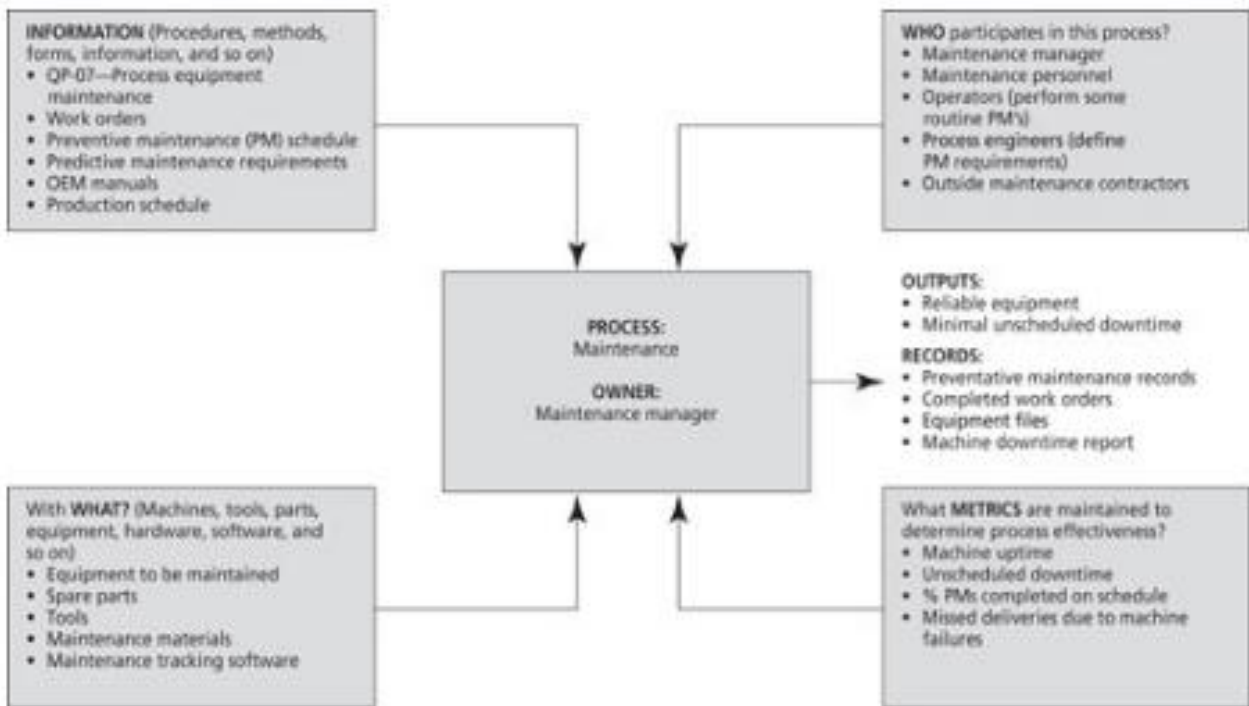 INFORMATION (Procedures, methods,
forms, information, and so on)
• QP-07—Process equipment
maintenance
• Work orders
• Preventive maintenance (PM) schedule
• Predictive maintenance requirements
• OEM manuals
• Production schedule
WHO participates in this process?
• Maintenance manager
• Maintenance personnel
• Operators (perform some
routine PM's)
• Process engineers (define
PM requirements)
• Outside maintenance contractors
PROCESS:
Maintenance
OWNER:
Maintenance manager
OUTPUTS:
• Reliable equipment
• Minimal unscheduled downtime
RECORDS:
• Preventative maintenance records
• Completed work orders
• Equipment files
• Machine downtime report
With WHAT? (Machines, tools, parts,
equipment, hardware, software, and
so on)
• Equipment to be maintained
• Spare parts
• Tools
• Maintenance materials
• Maintenance tracking software
What METRICS are maintained to
determine process effectiveness?
• Machine uptime
• Unscheduled downtime
• % PMs completed on schedule
• Missed deliveries due to machine
failures